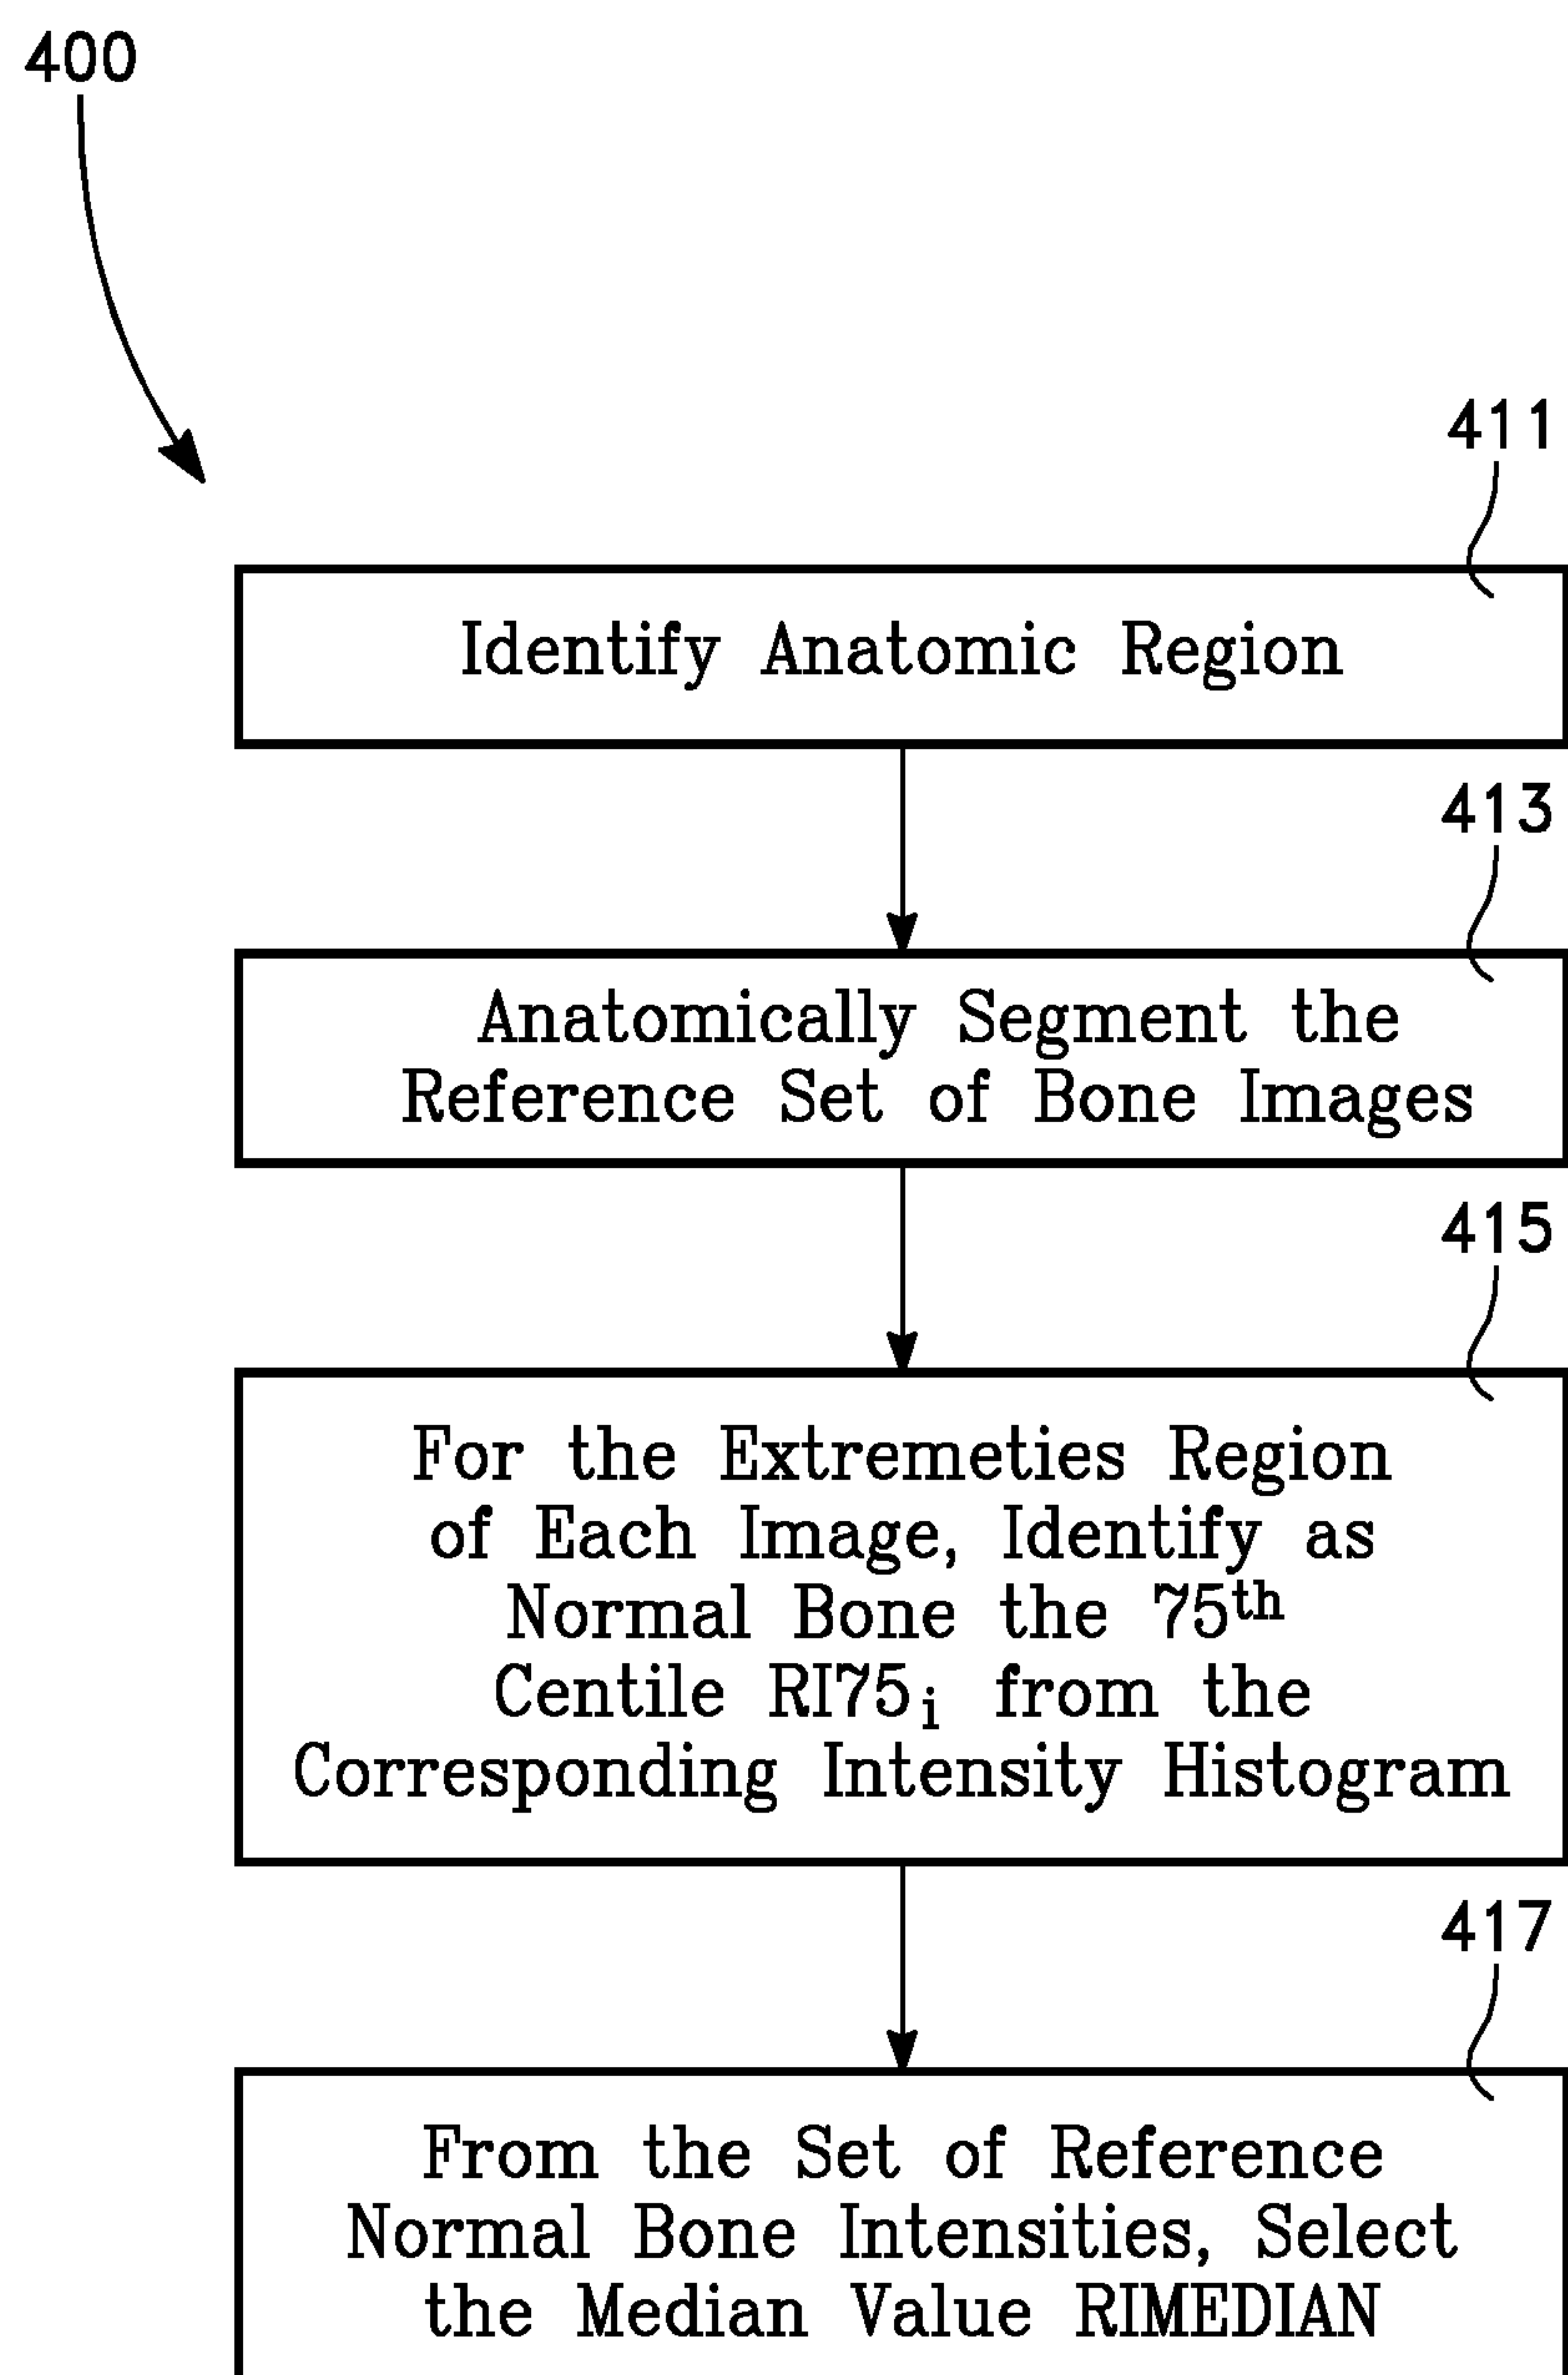 400
411
Identify Anatomic Region
413
Anatomically Segment the
Reference Set of Bone Images
415
For the Extremeties Region
of Each Image, Identify as
Normal Bone the 75th
Centile RI75i from the
Corresponding Intensity Histogram
417
From the Set of Reference
Normal Bone Intensities, Select
the Median Value RIMEDIAN